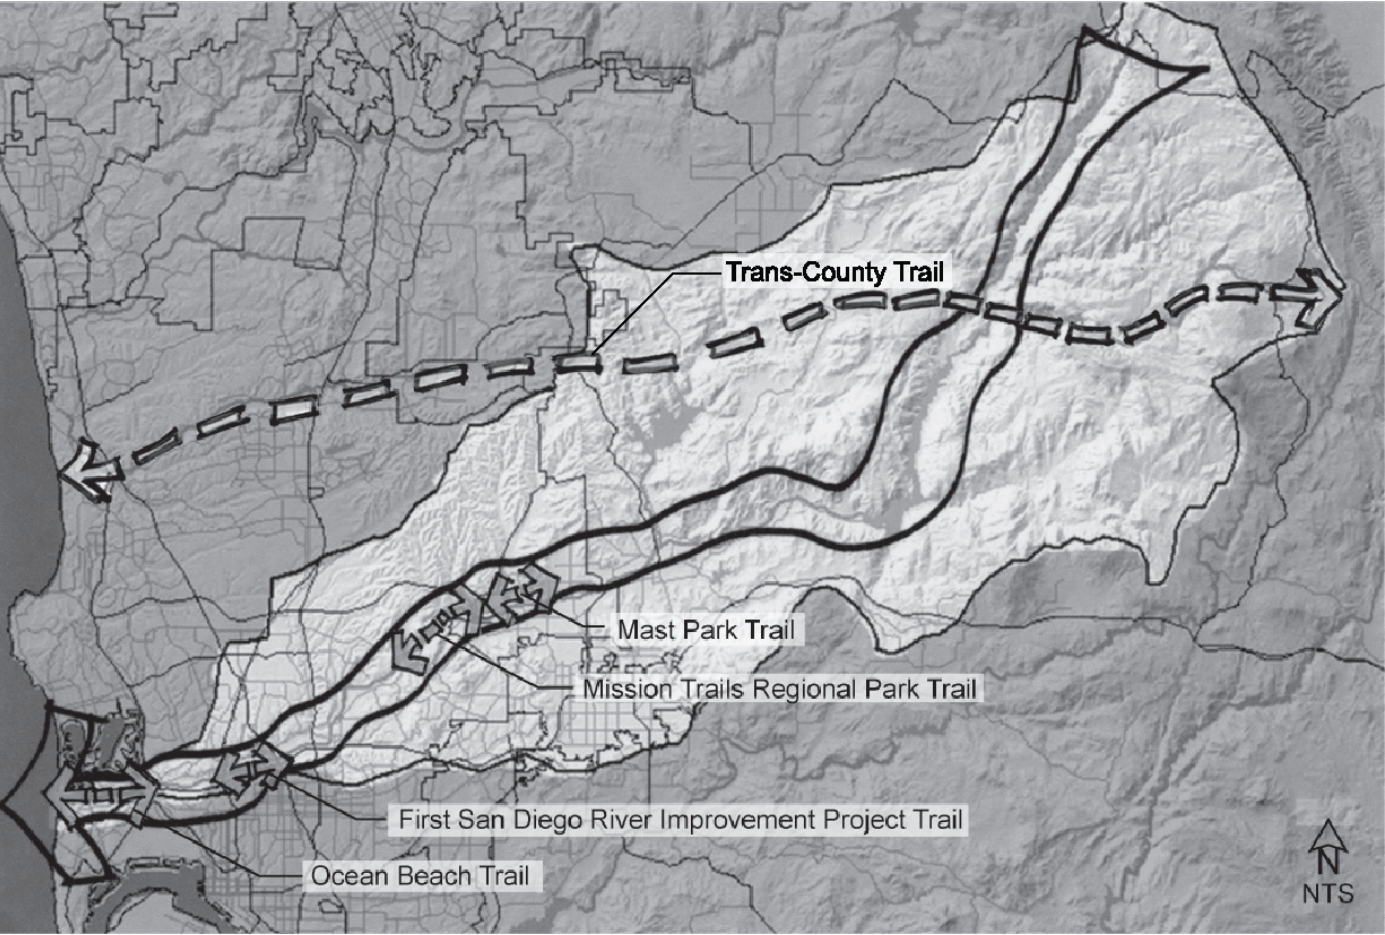 Trans-County Trail
Mast Park Trail
Mission Trails Regional Park Trail
First San Diego River Improvement Project Trail
Ocean Beach Trail
N
NTS